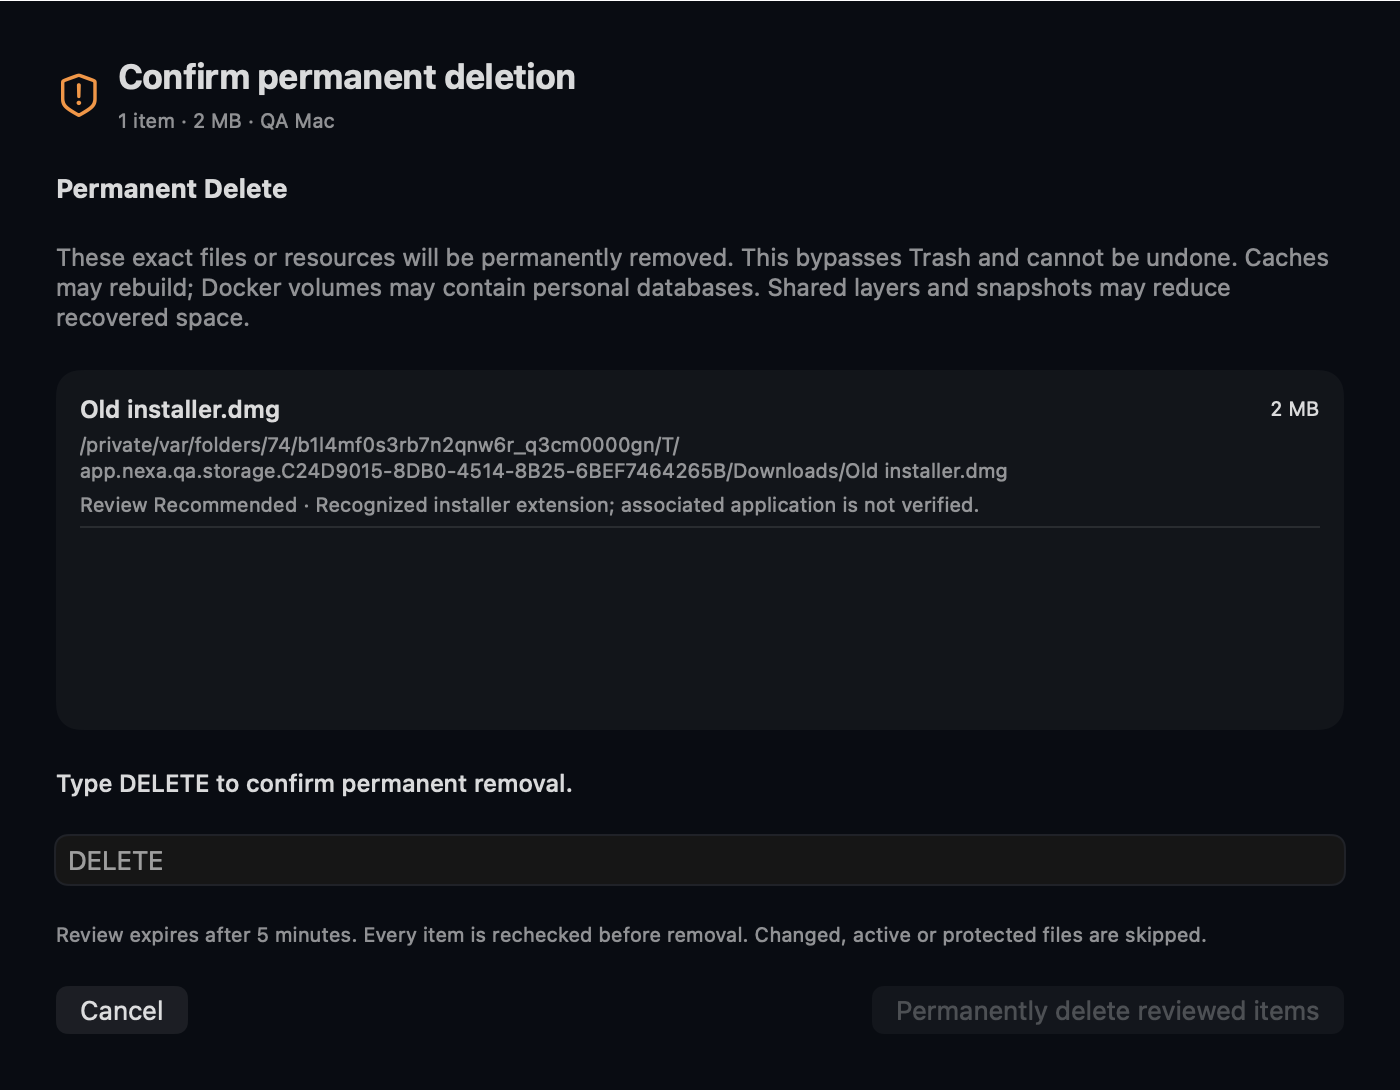 Confirm permanent deletion
1 item · 2 MB · QA Mac
Permanent Delete
These exact files or resources will be permanently removed. This bypasses Trash and cannot be undone. Caches
may rebuild; Docker volumes may contain personal databases. Shared layers and snapshots may reduce
recovered space.
Old installer.dmg
2 MB
/private/var/folders/74/b1l4mf0s3rb7n2qnw6r_q3cm0000gn/T/
app.nexa.qa.storage.C24D9015-8DB0-4514-8B25-6BEF7464265B/Downloads/Old installer.dmg
Review Recommended · Recognized installer extension; associated application is not verified.
Type DELETE to confirm permanent removal.
DELETE
Review expires after 5 minutes. Every item is rechecked before removal. Changed, active or protected files are skipped.
Cancel
Permanently delete reviewed items